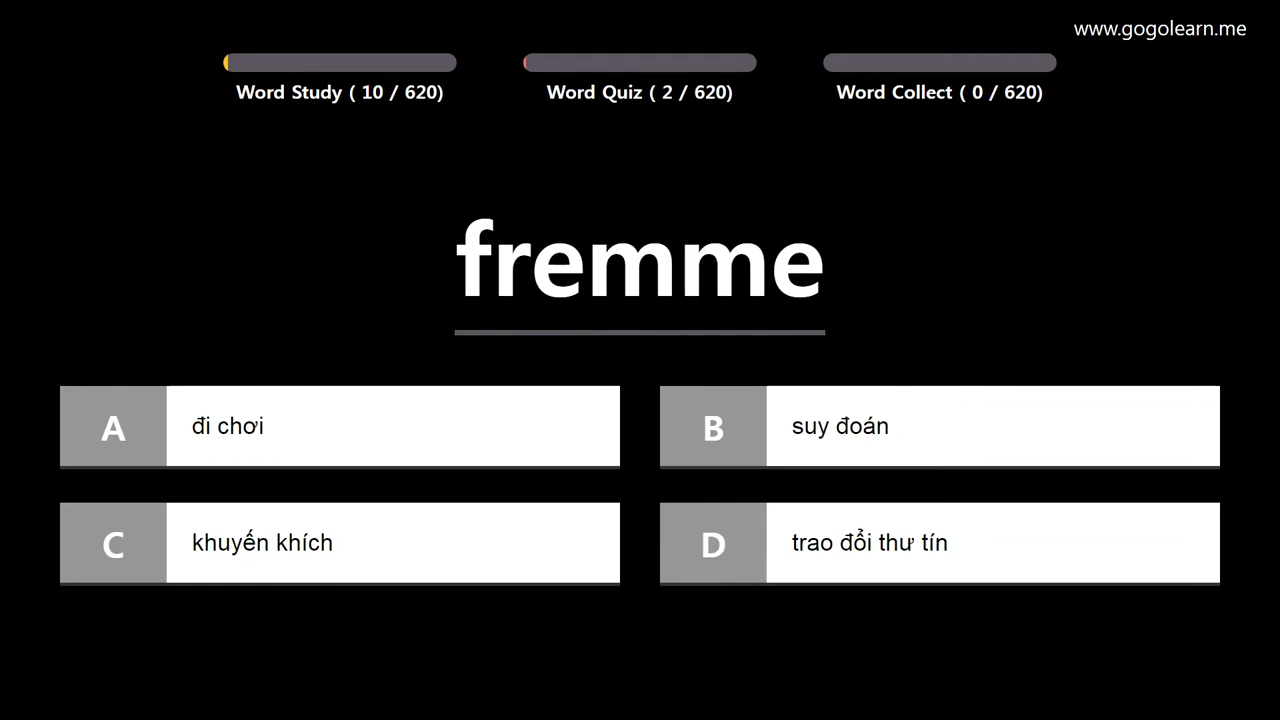 www.gogolearn.me
Word Study ( 10 / 620)
Word Quiz ( 2 / 620)
Word Collect ( 0 / 620)
fremme
A đi chơi
B suy đoán
C khuyến khích
D trao đổi thư tín